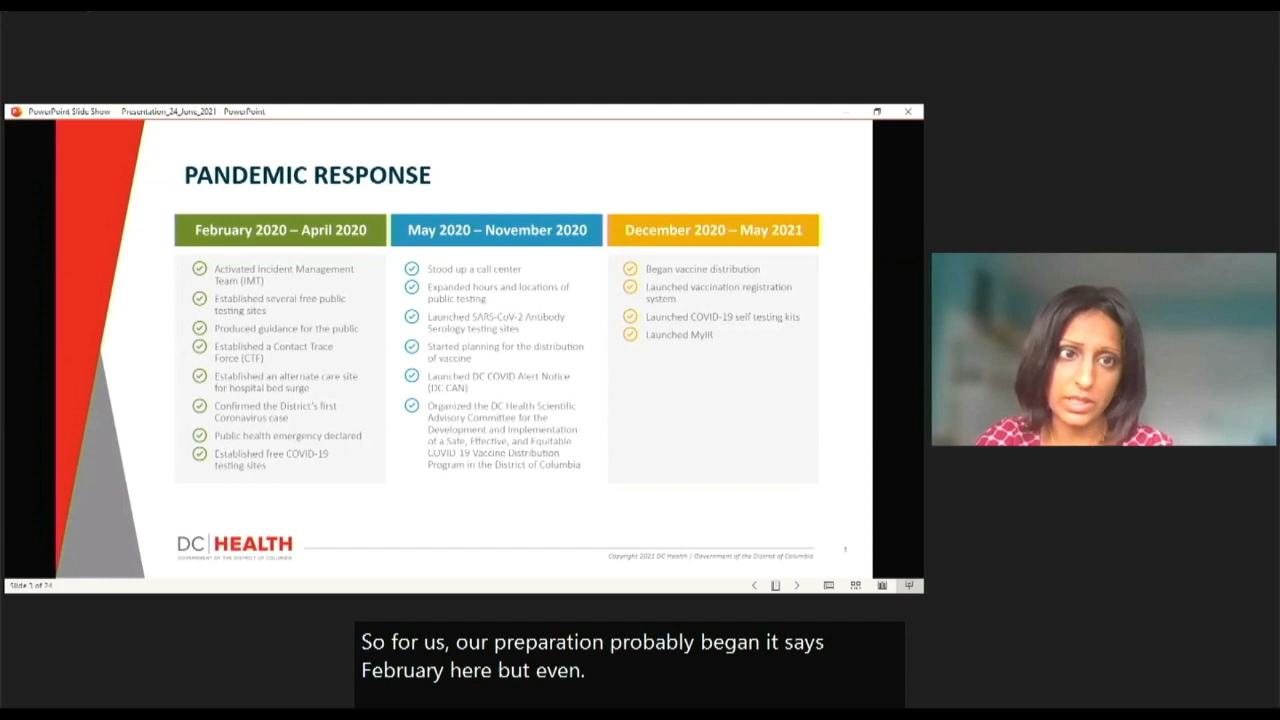 PowerPoint Slide Show Presentation_24_June_2021 PowerPoint
PANDEMIC RESPONSE
February 2020 – April 2020
Activated Incident Management
Team (IMT)
Established several free public
testing sites
Produced guidance for the public
Established a Contact Trace
Force (CTF)
Established an alternate care site
for hospital bed surge
Confirmed the District's first
Coronavirus case
Public health emergency declared
Established free COVID-19
testing sites
May 2020 – November 2020
Stood up a call center
Expanded hours and locations of
public testing
Launched SARS-CoV-2 Antibody
Serology testing sites
Started planning for the distribution
of vaccine
Launched DC COVID Alert Notice
(DC CAN)
Organized the DC Health Scientific
Advisory Committee for the
Development and Implementation
of a Safe, Effective, and Equitable
COVID 19 Vaccine Distribution
Program in the District of Columbia
December 2020 – May 2021
Began vaccine distribution
Launched vaccination registration
system
Launched COVID-19 self testing kits
Launched MyIR
DC HEALTH
GOVERNMENT OF THE DISTRICT OF COLUMBIA
Copyright 2021 DC Health | Government of the District of Columbia
3
Slide 3 of 24
So for us, our preparation probably began it says
February here but even.